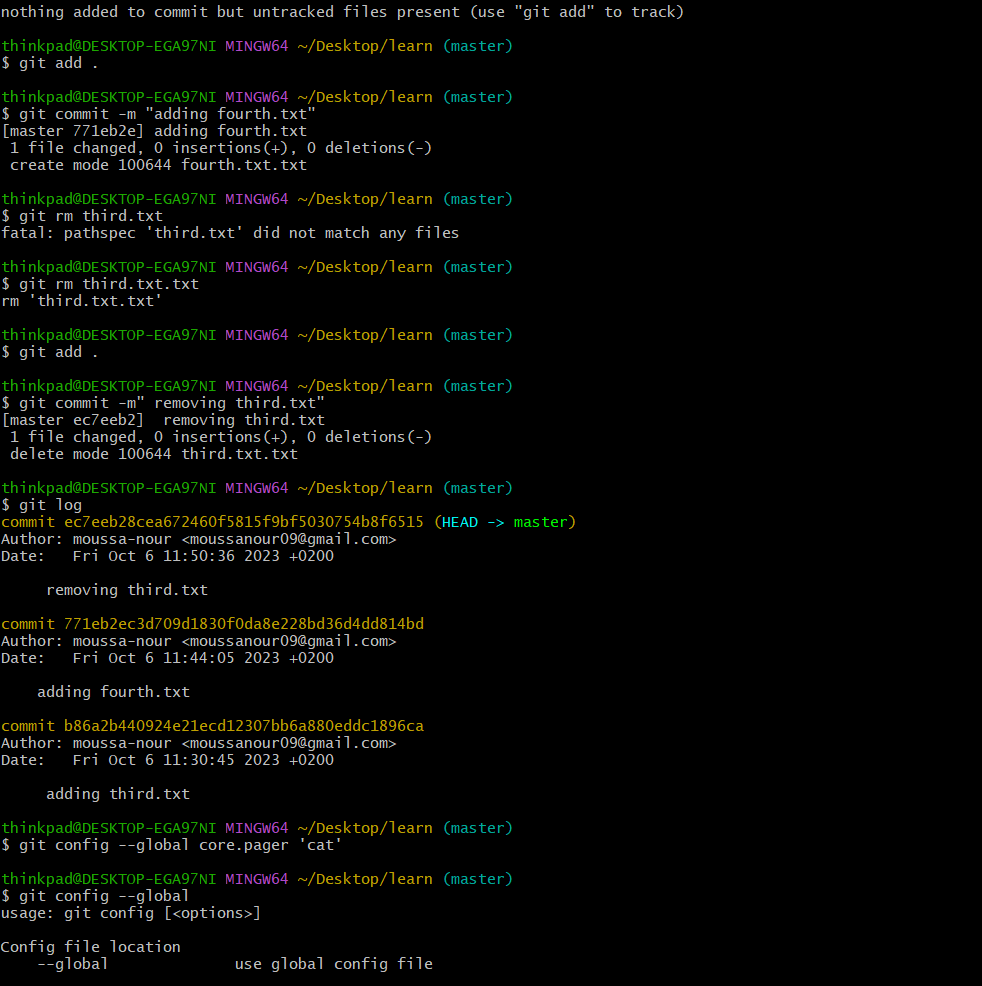 nothing added to commit but untracked files present (use "git add" to track)
thinkpad@DESKTOP-EGA97NI MINGW64 ~/Desktop/learn (master)
$ git add .
thinkpad@DESKTOP-EGA97NI MINGW64 ~/Desktop/learn (master)
$ git commit -m "adding fourth.txt"
[master 771eb2e] adding fourth.txt
 1 file changed, 0 insertions(+), 0 deletions(-)
 create mode 100644 fourth.txt.txt
thinkpad@DESKTOP-EGA97NI MINGW64 ~/Desktop/learn (master)
$ git rm third.txt
fatal: pathspec 'third.txt' did not match any files
thinkpad@DESKTOP-EGA97NI MINGW64 ~/Desktop/learn (master)
$ git rm third.txt.txt
rm 'third.txt.txt'
thinkpad@DESKTOP-EGA97NI MINGW64 ~/Desktop/learn (master)
$ git add .
thinkpad@DESKTOP-EGA97NI MINGW64 ~/Desktop/learn (master)
$ git commit -m" removing third.txt"
[master ec7eeb2]  removing third.txt
 1 file changed, 0 insertions(+), 0 deletions(-)
 delete mode 100644 third.txt.txt
thinkpad@DESKTOP-EGA97NI MINGW64 ~/Desktop/learn (master)
$ git log
commit ec7eeb28cea672460f5815f9bf5030754b8f6515 (HEAD -> master)
Author: moussa-nour <moussanour09@gmail.com>
Date:   Fri Oct 6 11:50:36 2023 +0200
     removing third.txt
commit 771eb2ec3d709d1830f0da8e228bd36d4dd814bd
Author: moussa-nour <moussanour09@gmail.com>
Date:   Fri Oct 6 11:44:05 2023 +0200
    adding fourth.txt
commit b86a2b440924e21ecd12307bb6a880eddc1896ca
Author: moussa-nour <moussanour09@gmail.com>
Date:   Fri Oct 6 11:30:45 2023 +0200
     adding third.txt
thinkpad@DESKTOP-EGA97NI MINGW64 ~/Desktop/learn (master)
$ git config --global core.pager 'cat'
thinkpad@DESKTOP-EGA97NI MINGW64 ~/Desktop/learn (master)
$ git config --global
usage: git config [<options>]
Config file location
    --global              use global config file